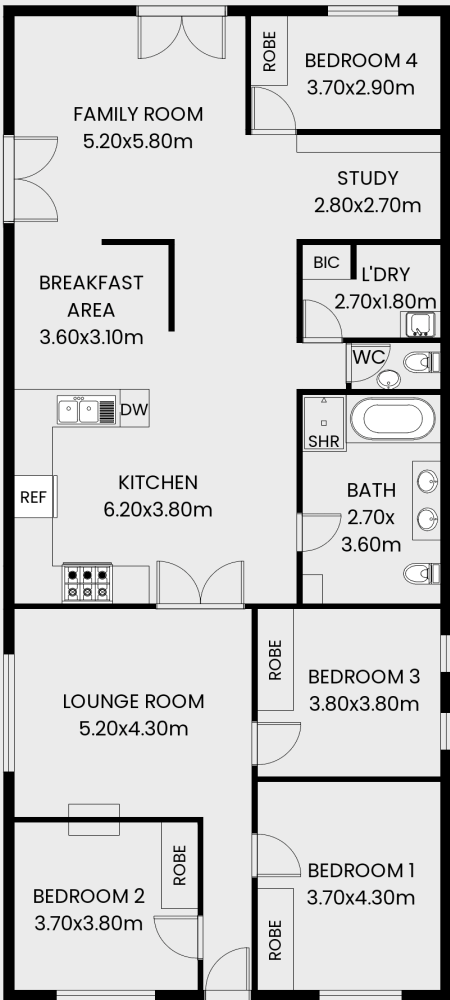 ROBE
BEDROOM 4
3.70x2.90m
FAMILY ROOM
5.20x5.80m
STUDY
2.80x2.70m
BREAKFAST
AREA
3.60x3.10m
BIC
L'DRY
2.70x1.80m
WC
DW
SHR
KITCHEN
6.20x3.80m
REF
BATH
2.70x
3.60m
LOUNGE ROOM
5.20x4.30m
ROBE
BEDROOM 3
3.80x3.80m
BEDROOM 2
3.70x3.80m
ROBE
BEDROOM 1
3.70x4.30m
ROBE